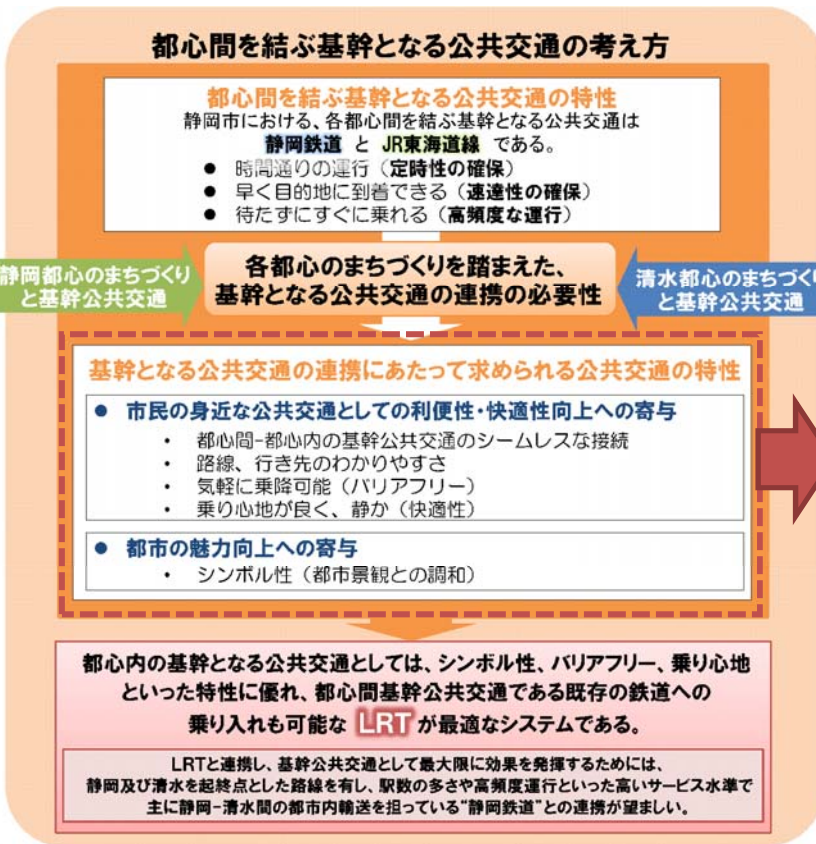 都心間を結ぶ基幹となる公共交通の考え方
都心間を結ぶ基幹となる公共交通の特性
静岡市における、各都心間を結ぶ基幹となる公共交通は
静岡鉄道 と JR東海道線 である。
● 時間通りの運行（定時性の確保）
● 早く目的地に到着できる（速達性の確保）
● 待たずにすぐに乗れる（高頻度な運行）
静岡都心のまちづくり
と基幹公共交通
各都心のまちづくりを踏まえた、
基幹となる公共交通の連携の必要性
清水都心のまちづくり
と基幹公共交通
基幹となる公共交通の連携にあたって求められる公共交通の特性
● 市民の身近な公共交通としての利便性・快適性向上への寄与
・ 都心間-都心内の基幹公共交通のシームレスな接続
・ 路線、行き先のわかりやすさ
・ 気軽に乗降可能（バリアフリー）
・ 乗り心地が良く、静か（快適性）
● 都市の魅力向上への寄与
・ シンボル性（都市景観との調和）
都心内の基幹となる公共交通としては、シンボル性、バリアフリー、乗り心地
といった特性に優れ、都心間基幹公共交通である既存の鉄道への
乗り入れも可能な LRT が最適なシステムである。
LRTと連携し、基幹公共交通として最大限に効果を発揮するためには、
静岡及び清水を起終点とした路線を有し、駅数の多さや高頻度運行といった高いサービス水準で
主に静岡-清水間の都市内輸送を担っている“静岡鉄道”との連携が望ましい。